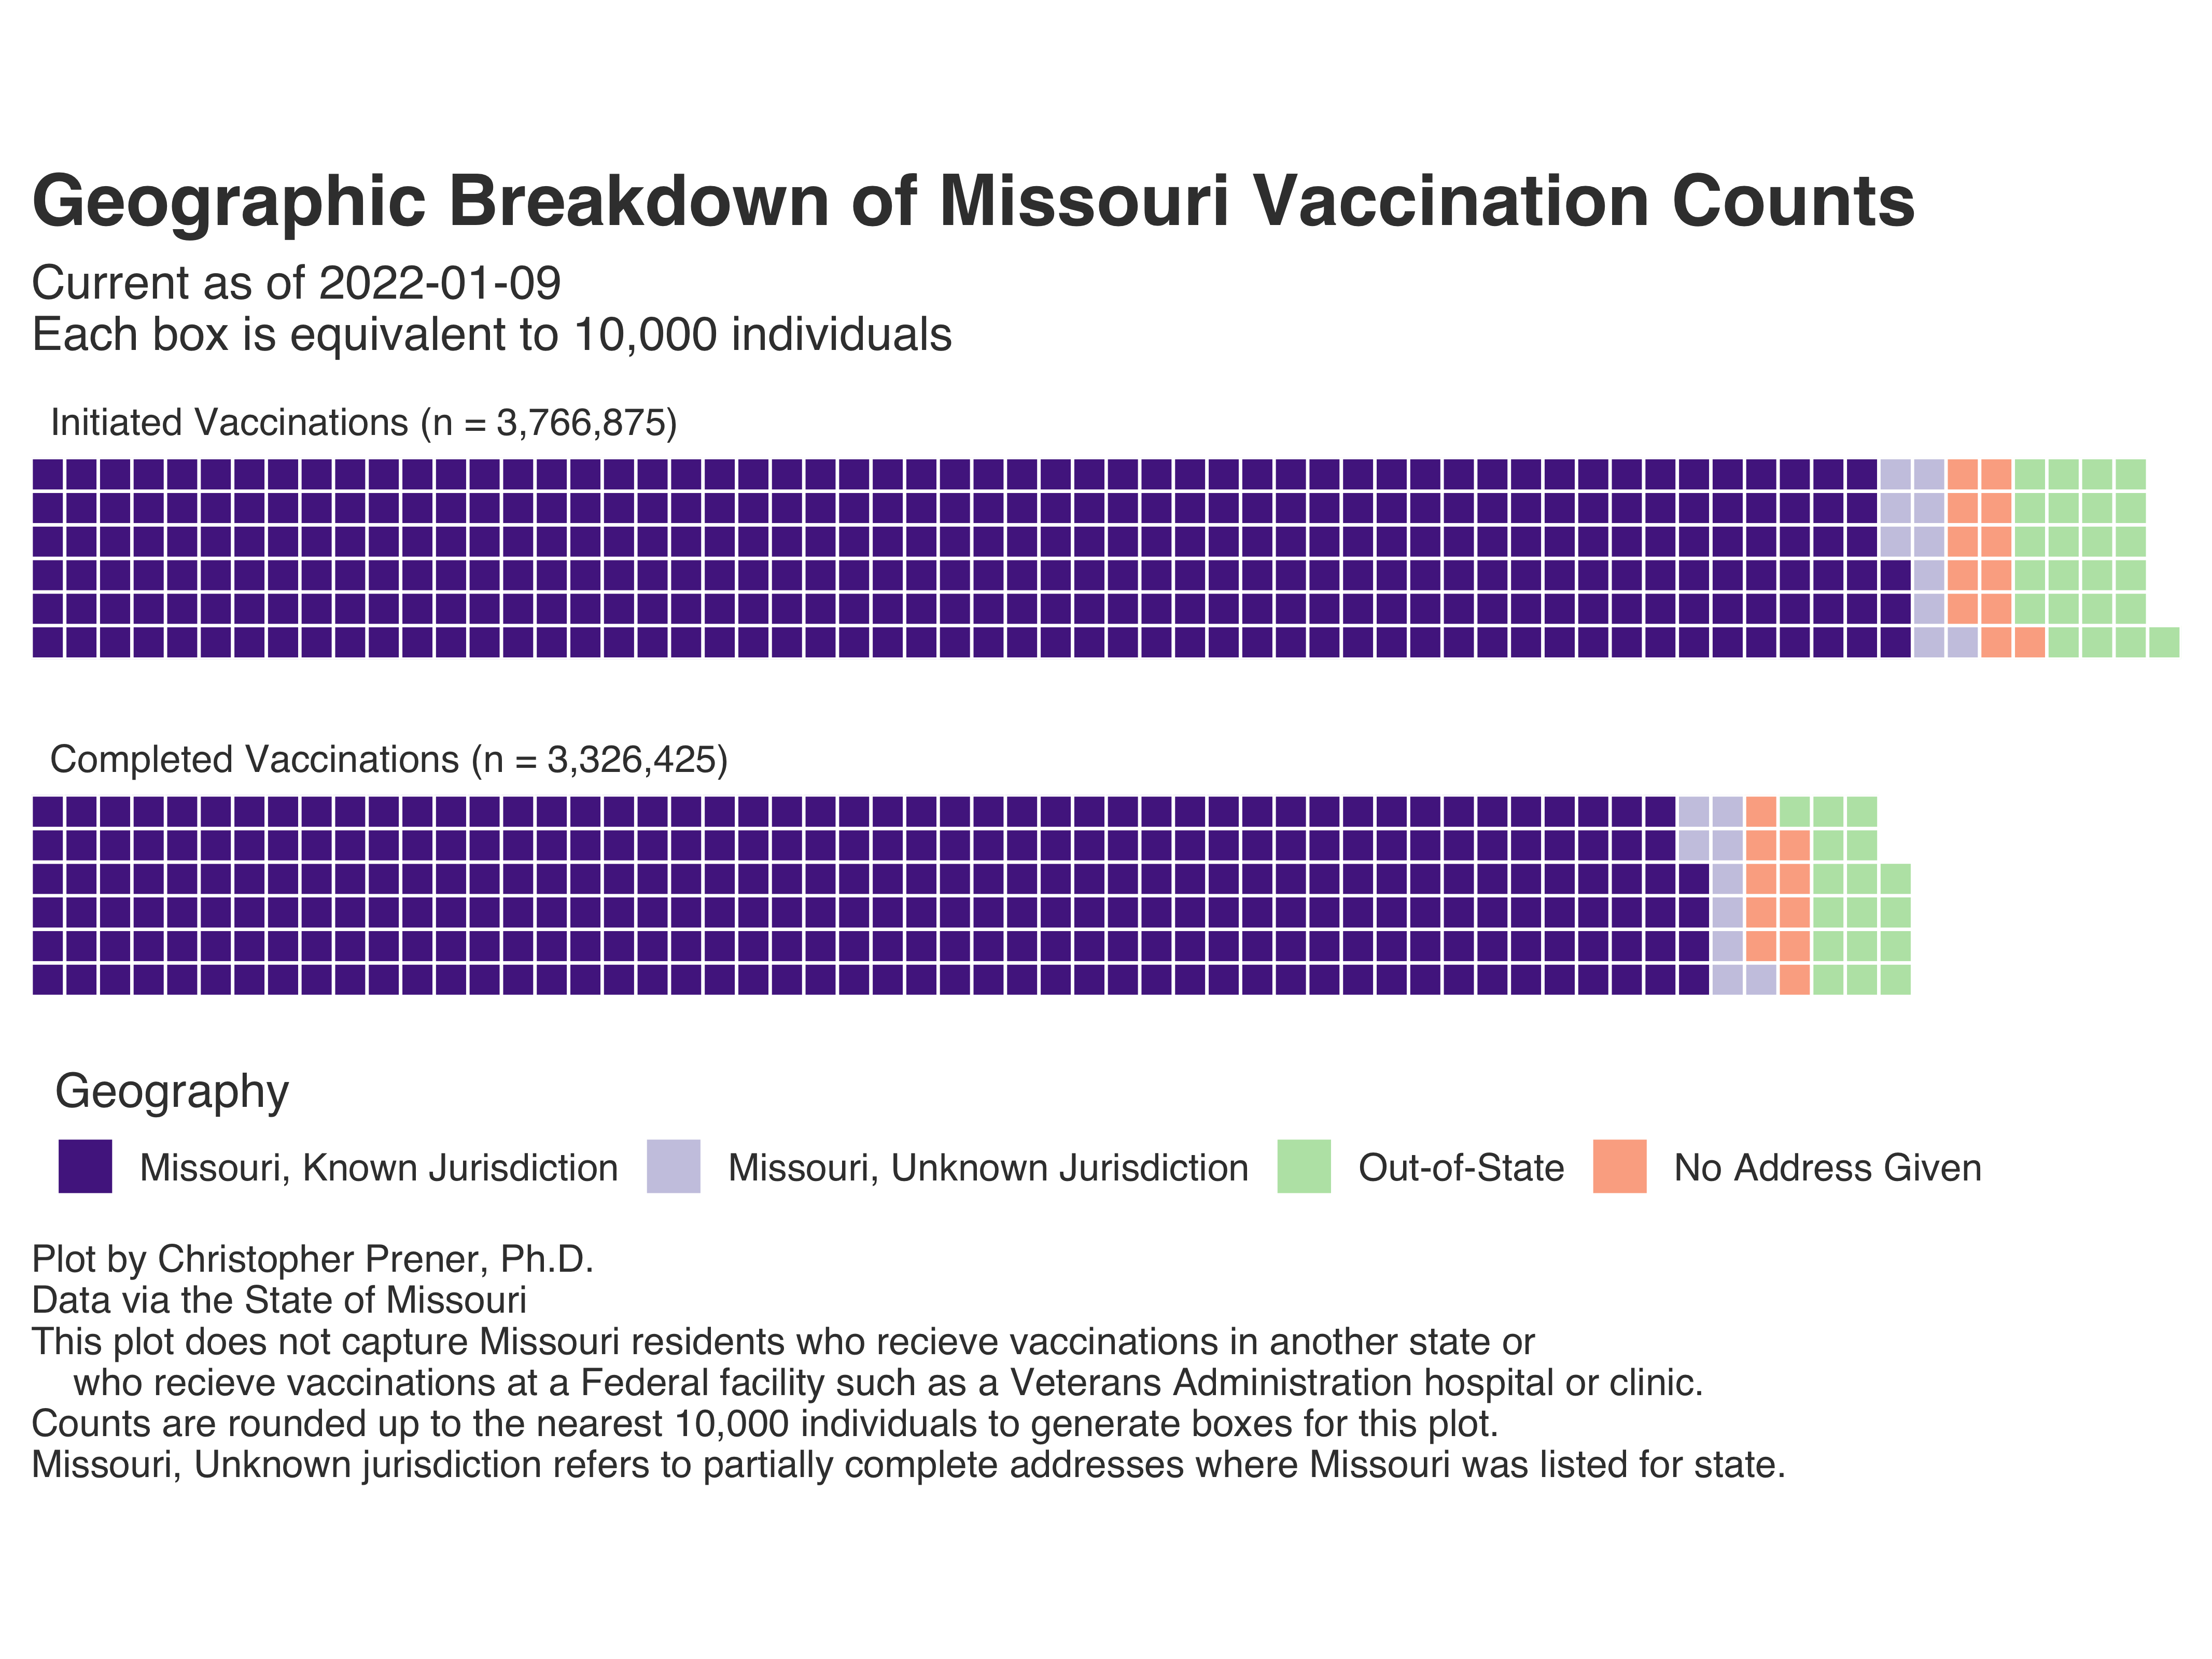 Geographic Breakdown of Missouri Vaccination Counts
Current as of 2022-01-09
Each box is equivalent to 10,000 individuals
Initiated Vaccinations (n = 3,766,875)
Completed Vaccinations (n = 3,326,425)
Geography
Missouri, Known Jurisdiction Missouri, Unknown Jurisdiction Out-of-State No Address Given
Plot by Christopher Prener, Ph.D.
Data via the State of Missouri
This plot does not capture Missouri residents who recieve vaccinations in another state or
who recieve vaccinations at a Federal facility such as a Veterans Administration hospital or clinic.
Counts are rounded up to the nearest 10,000 individuals to generate boxes for this plot.
Missouri, Unknown jurisdiction refers to partially complete addresses where Missouri was listed for state.